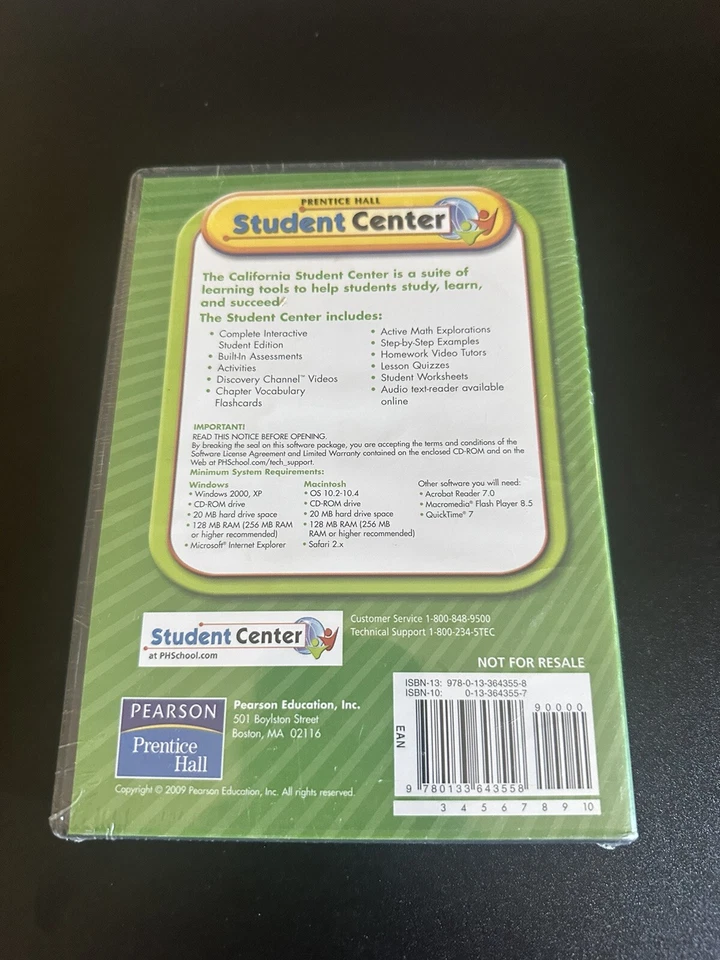 PRENTICE HALL
Student Center
The California Student Center is a suite of
learning tools to help students study, learn,
and succeed
The Student Center includes:
• Complete Interactive
Student Edition
• Built-In Assessments
• Activities
• Discovery Channel™ Videos
• Chapter Vocabulary
Flashcards
• Active Math Explorations
• Step-by-Step Examples
• Homework Video Tutors
• Lesson Quizzes
• Student Worksheets
• Audio text-reader available
online
IMPORTANT!
READ THIS NOTICE BEFORE OPENING.
By breaking the seal on this software package, you are accepting the terms and conditions of the
Software License Agreement and Limited Warranty contained on the enclosed CD-ROM and on the
Web at PHSchool.com/tech_support.
Minimum System Requirements:
Windows
• Windows 2000, XP
• CD-ROM drive
• 20 MB hard drive space
• 128 MB RAM (256 MB RAM
or higher recommended)
• Microsoft® Internet Explorer
Macintosh
• OS 10.2-10.4
• CD-ROM drive
• 20 MB hard drive space
• 128 MB RAM (256 MB
RAM or higher recommended)
• Safari 2.x
Other software you will need:
• Acrobat Reader 7.0
• Macromedia® Flash Player 8.5
• QuickTime® 7
Student Center
at PHSchool.com
Customer Service 1-800-848-9500
Technical Support 1-800-234-5TEC
NOT FOR RESALE
PEARSON
Prentice
Hall
Pearson Education, Inc.
501 Boylston Street
Boston, MA 02116
Copyright © 2009 Pearson Education, Inc. All rights reserved.
ISBN-13: 978-0-13-364355-8
ISBN-10: 0-13-364355-7
90000
EAN
9 780133 643558
3 4 5 6 7 8 9 10